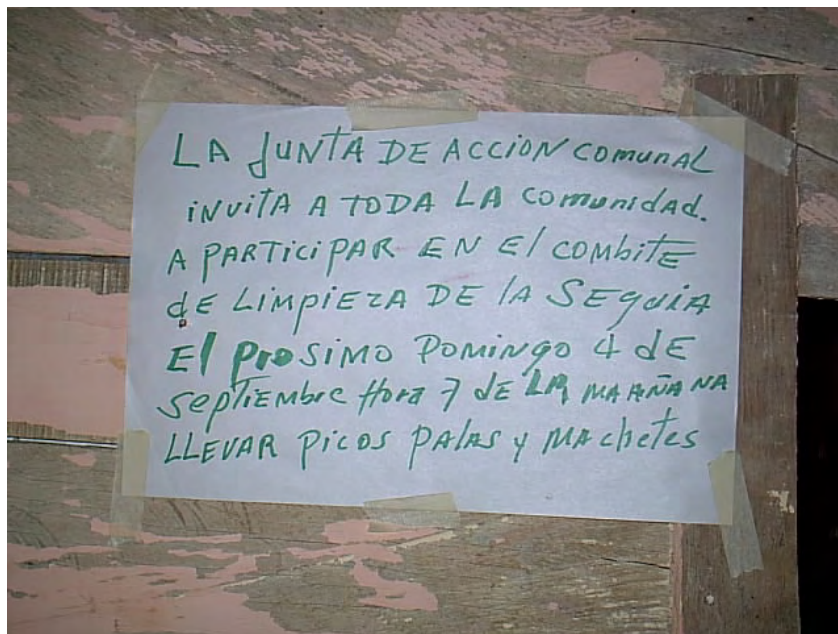 LA JUNTA DE ACCION comunAL
iNViTA A TODA LA comunidad.
A PARTICIPAR EN El COMBITE
dE LIMPIEZA DE lA SEquiA
El proSIMO DOMINGO 4 dE
SEPTIEMbrE Hora 7 dE LA MAÑANA
LLEVAR PICOS PALAS y MAchetes